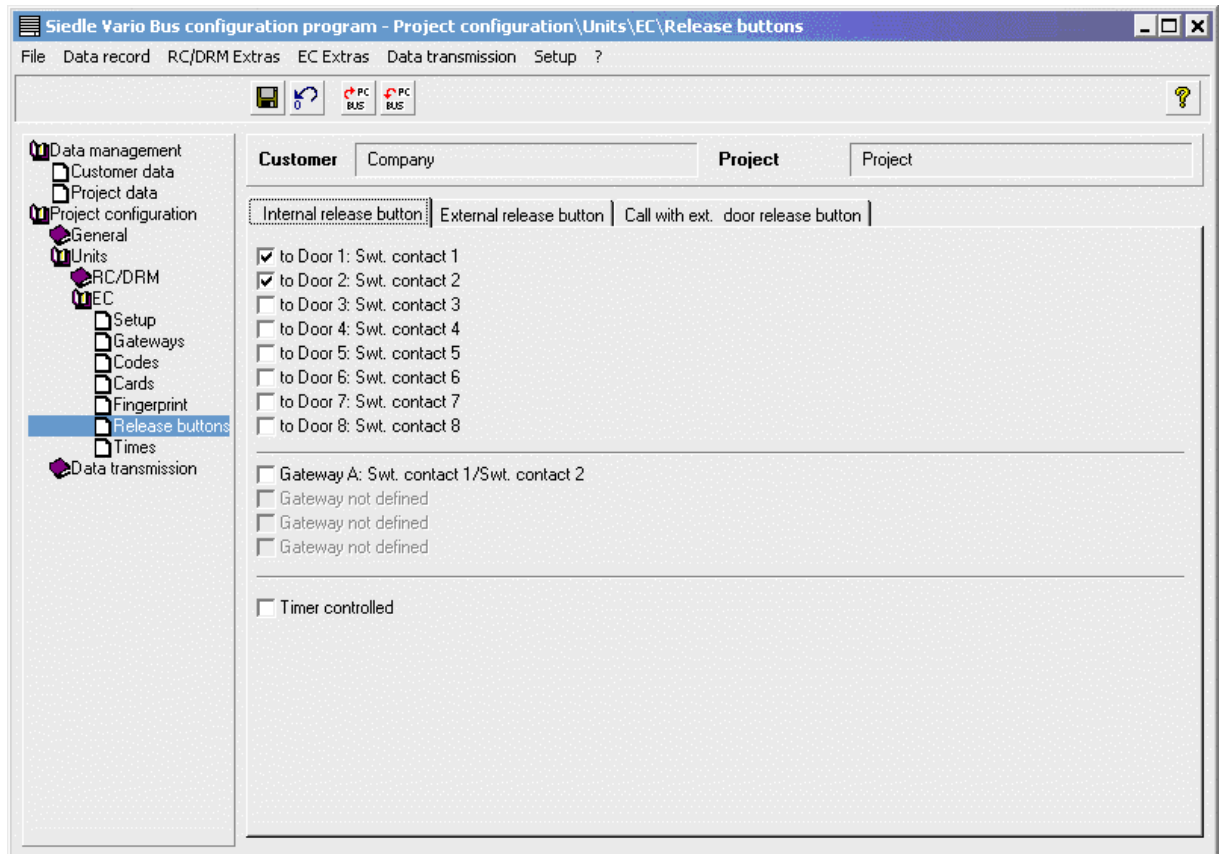 Siedle Vario Bus configuration program - Project configuration\Units\EC\Release buttons
File Data record RC/DRM Extras EC Extras Data transmission Setup ?
0 PC BUS PC BUS ?
Data management
Customer data
Project data
Project configuration
General
Units
RC/DRM
EC
Setup
Gateways
Codes
Cards
Fingerprint
Release buttons
Times
Data transmission
Customer Company Project Project
Internal release button External release button Call with ext. door release button
to Door 1: Swt. contact 1
to Door 2: Swt. contact 2
to Door 3: Swt. contact 3
to Door 4: Swt. contact 4
to Door 5: Swt. contact 5
to Door 6: Swt. contact 6
to Door 7: Swt. contact 7
to Door 8: Swt. contact 8
Gateway A: Swt. contact 1/Swt. contact 2
Gateway not defined
Gateway not defined
Gateway not defined
Timer controlled